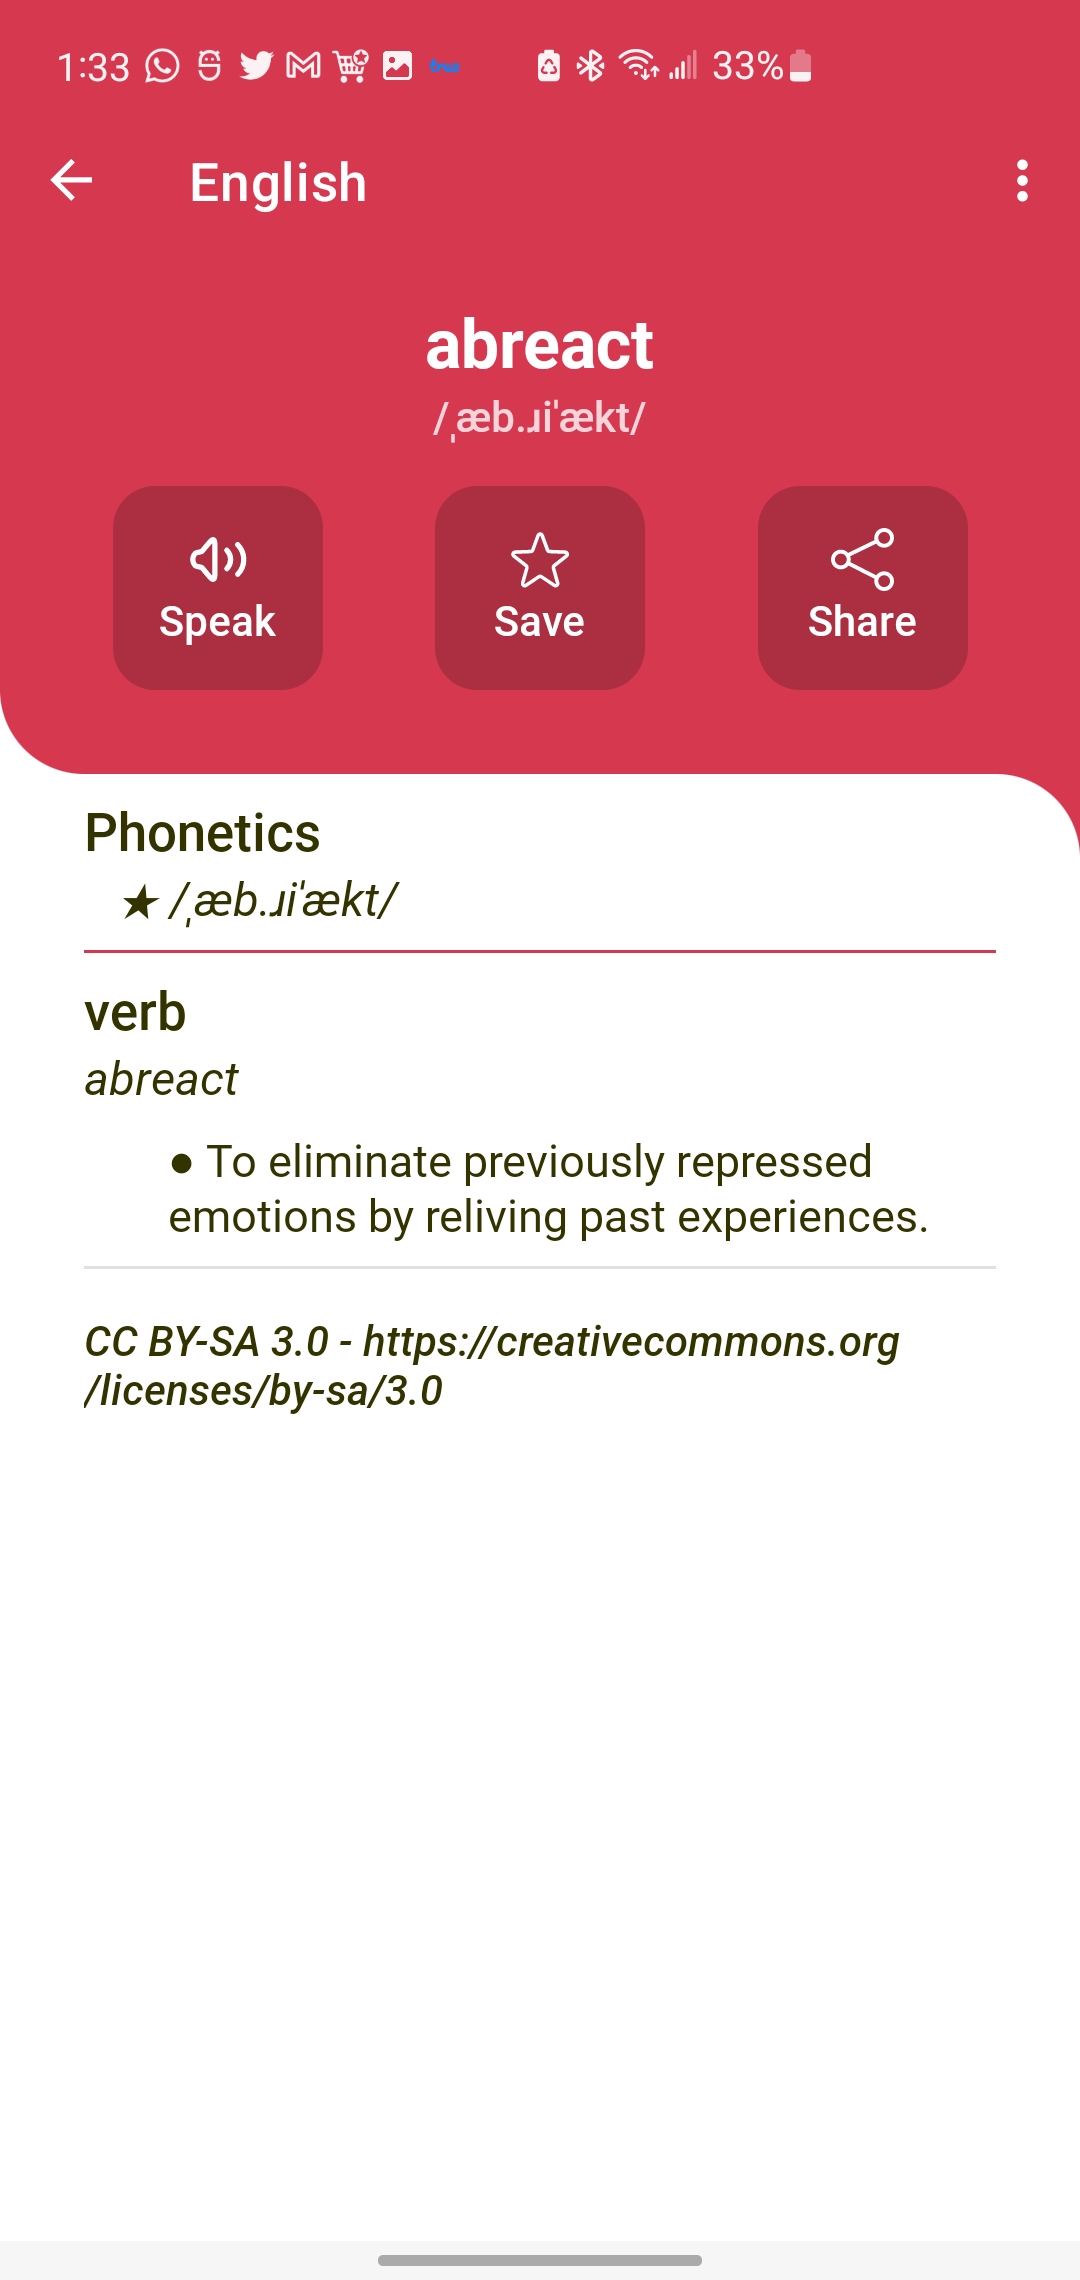 1:33
33%
English
abreact
/ˌæb.ɹiˈækt/
Speak
Save
Share
Phonetics
★ /ˌæb.ɹiˈækt/
verb
abreact
● To eliminate previously repressed
emotions by reliving past experiences.
CC BY-SA 3.0 - https://creativecommons.org
/licenses/by-sa/3.0